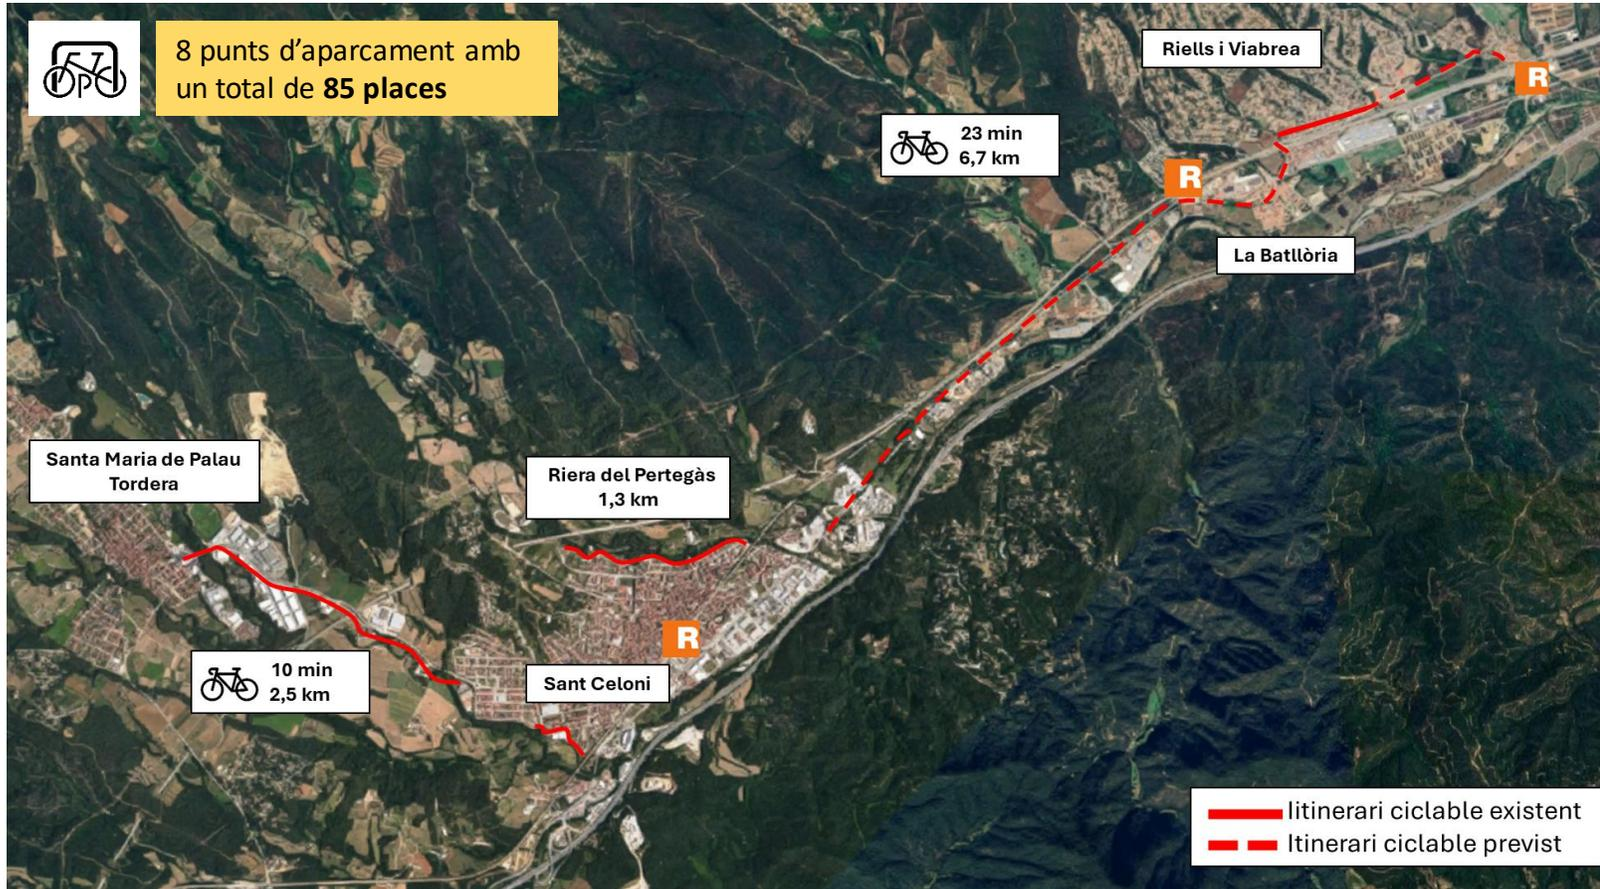 8 punts d’aparcament amb
un total de 85 places
Riells i Viabrea
R
23 min
6,7 km
R
La Batllòria
Santa Maria de Palau
Tordera
Riera del Pertegàs
1,3 km
R
10 min
2,5 km
Sant Celoni
Iitinerari ciclable existent
Itinerari ciclable previst